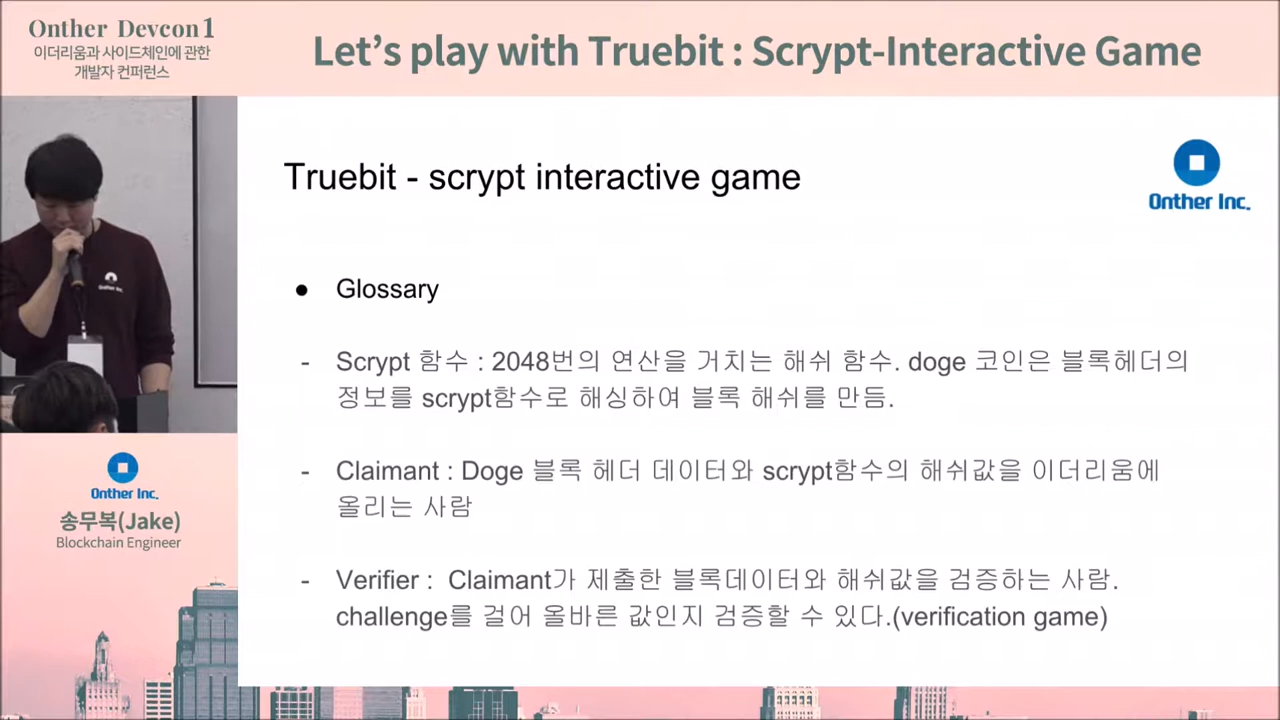 Onther Devcon1
이더리움과 사이드체인에 관한
개발자 컨퍼런스
Let’s play with Truebit : Scrypt-Interactive Game
Onther Inc.
Onther Inc.
송무복(Jake)
Blockchain Engineer
Truebit - scrypt interactive game
Onther Inc.
● Glossary
- Scrypt 함수 : 2048번의 연산을 거치는 해쉬 함수. doge 코인은 블록헤더의
정보를 scrypt함수로 해싱하여 블록 해쉬를 만듬.
- Claimant : Doge 블록 헤더 데이터와 scrypt함수의 해쉬값을 이더리움에
올리는 사람
- Verifier : Claimant가 제출한 블록데이터와 해쉬값을 검증하는 사람.
challenge를 걸어 올바른 값인지 검증할 수 있다.(verification game)